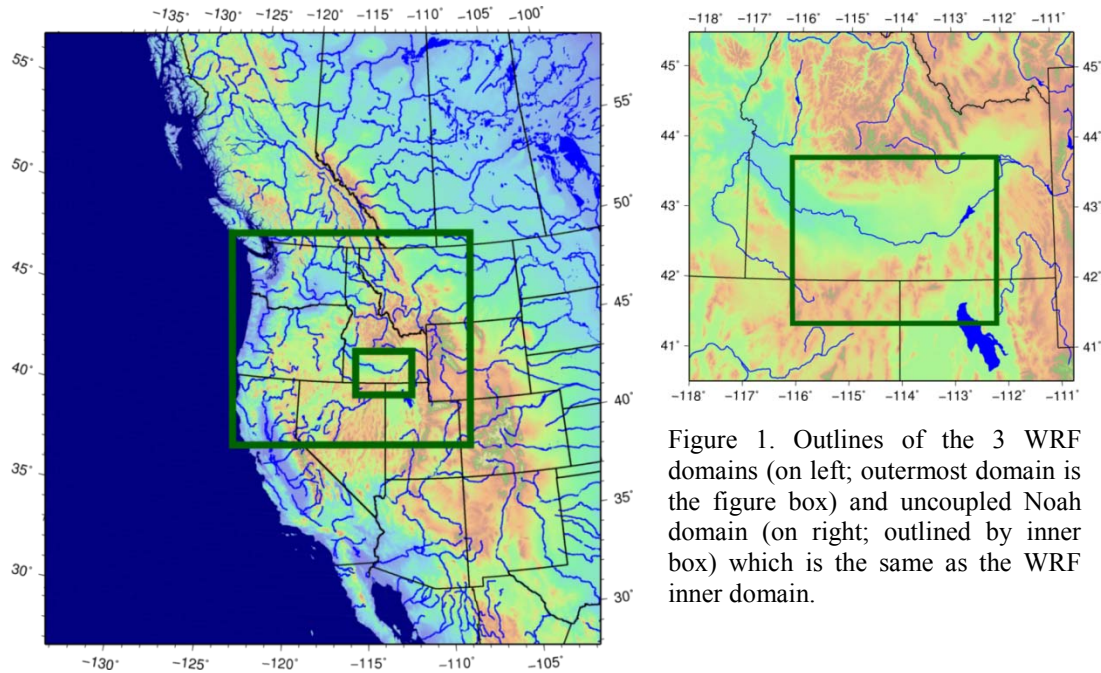 −135° −130° −125° −120° −115° −110° −105° −100°
55°
50°
45°
40°
35°
30°
55°
50°
45°
40°
35°
30°
−130° −125° −120° −115° −110° −105°
−118° −117° −116° −115° −114° −113° −112° −111°
45°
44°
43°
42°
41°
45°
44°
43°
42°
41°
−118° −117° −116° −115° −114° −113° −112° −111°
Figure 1. Outlines of the 3 WRF
domains (on left; outermost domain is
the figure box) and uncoupled Noah
domain (on right; outlined by inner
box) which is the same as the WRF
inner domain.